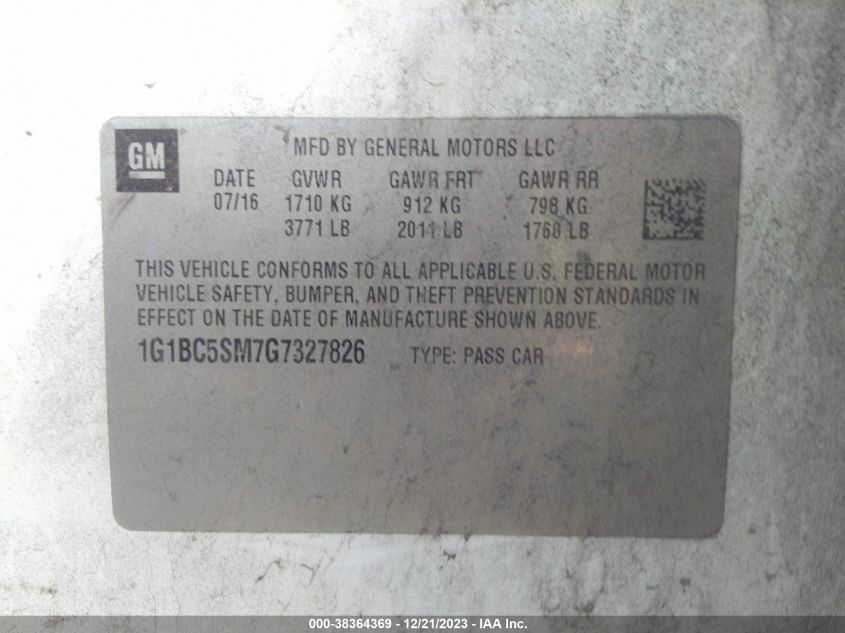 GM
MFD BY GENERAL MOTORS LLC
DATE GVWR GAWR FRT GAWR RR
07/16 1710 KG 912 KG 798 KG
3771 LB 2011 LB 1760 LB
THIS VEHICLE CONFORMS TO ALL APPLICABLE U.S. FEDERAL MOTOR
VEHICLE SAFETY, BUMPER, AND THEFT PREVENTION STANDARDS IN
EFFECT ON THE DATE OF MANUFACTURE SHOWN ABOVE.
1G1BC5SM7G7327826 TYPE: PASS CAR
000-38364369 - 12/21/2023 - IAA Inc.